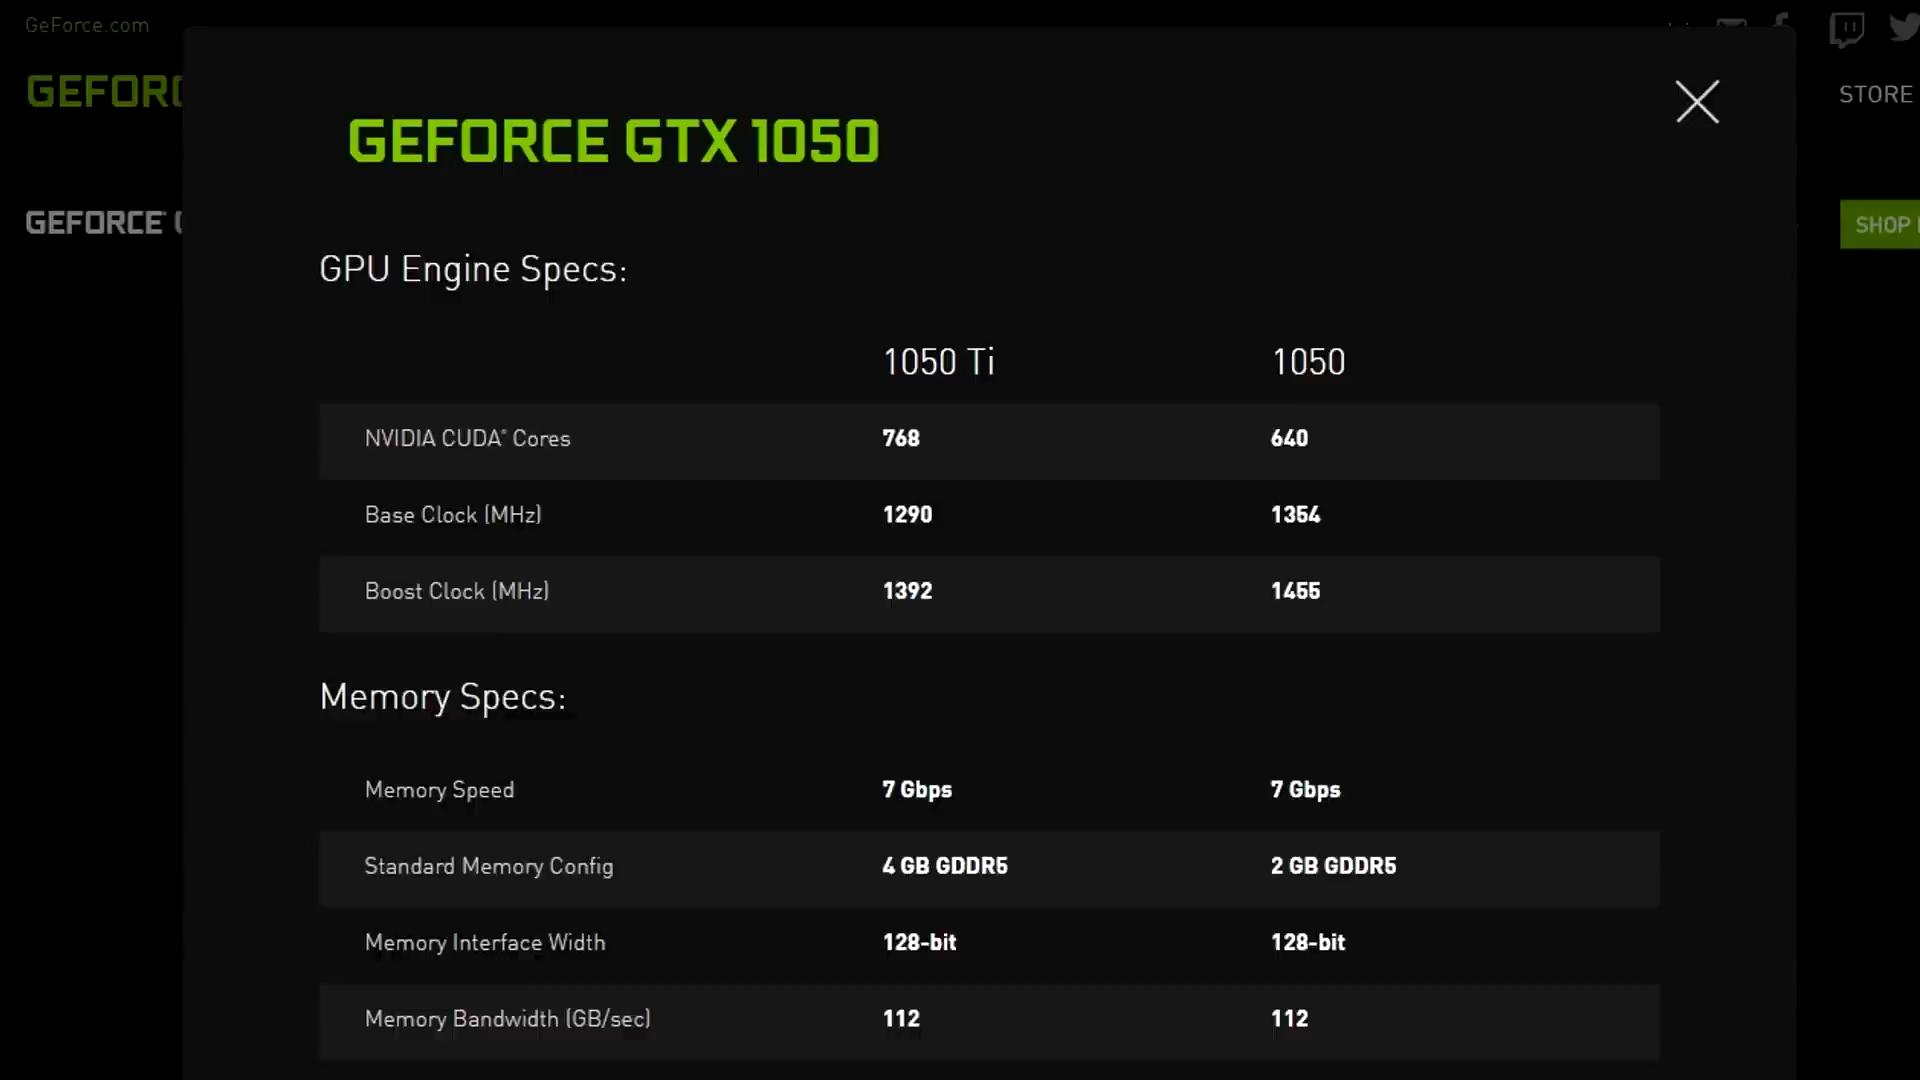 GeForce.com
STORE
GEFORCE GTX 1050
GEFORCE
SHOP
GPU Engine Specs:
1050 Ti 1050
NVIDIA CUDA® Cores 768 640
Base Clock (MHz) 1290 1354
Boost Clock (MHz) 1392 1455
Memory Specs:
Memory Speed 7 Gbps 7 Gbps
Standard Memory Config 4 GB GDDR5 2 GB GDDR5
Memory Interface Width 128-bit 128-bit
Memory Bandwidth (GB/sec) 112 112